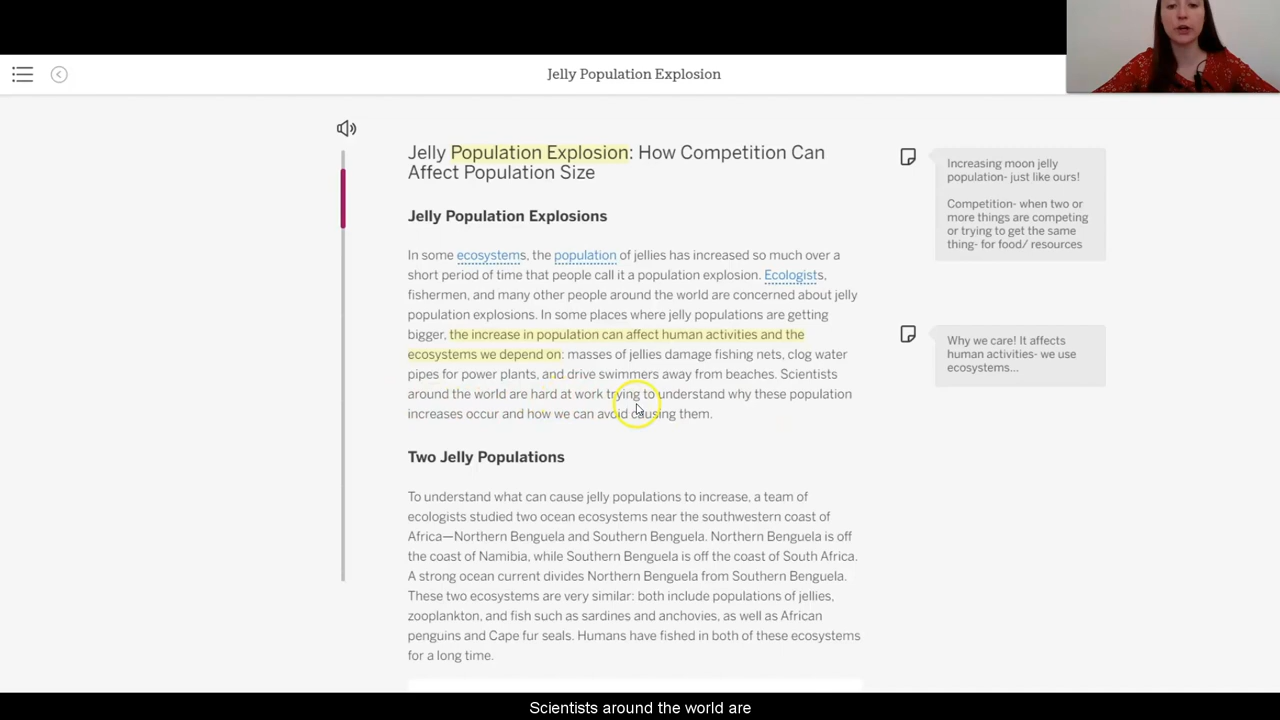 Jelly Population Explosion
Jelly Population Explosion: How Competition Can
Affect Population Size
Jelly Population Explosions
In some ecosystems, the population of jellies has increased so much over a
short period of time that people call it a population explosion. Ecologists,
fishermen, and many other people around the world are concerned about jelly
population explosions. In some places where jelly populations are getting
bigger, the increase in population can affect human activities and the
ecosystems we depend on: masses of jellies damage fishing nets, clog water
pipes for power plants, and drive swimmers away from beaches. Scientists
around the world are hard at work trying to understand why these population
increases occur and how we can avoid causing them.
Two Jelly Populations
To understand what can cause jelly populations to increase, a team of
ecologists studied two ocean ecosystems near the southwestern coast of
Africa—Northern Benguela and Southern Benguela. Northern Benguela is off
the coast of Namibia, while Southern Benguela is off the coast of South Africa.
A strong ocean current divides Northern Benguela from Southern Benguela.
These two ecosystems are very similar: both include populations of jellies,
zooplankton, and fish such as sardines and anchovies, as well as African
penguins and Cape fur seals. Humans have fished in both of these ecosystems
for a long time.
Increasing moon jelly
population- just like ours!
Competition- when two or
more things are competing
or trying to get the same
thing- for food/ resources
Why we care! It affects
human activities- we use
ecosystems...
Scientists around the world are